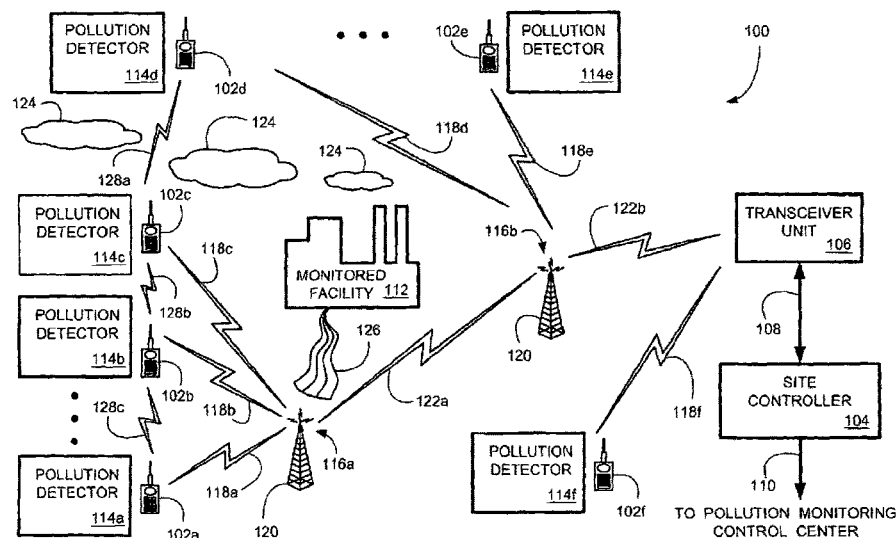 POLLUTION
DETECTOR
114d
102d
• • •
102e
POLLUTION
DETECTOR
114e
100
124
124
124
128a
118d
118e
102c
POLLUTION
DETECTOR
114c
118c
128b
MONITORED
FACILITY 112
116b
122b
TRANSCEIVER
UNIT
106
108
120
POLLUTION
DETECTOR
114b
102b
126
122a
118b
128c
118f
SITE
CONTROLLER
104
POLLUTION
DETECTOR
114a
102a
118a
120
116a
POLLUTION
DETECTOR
114f
102f
110
TO POLLUTION MONITORING
CONTROL CENTER